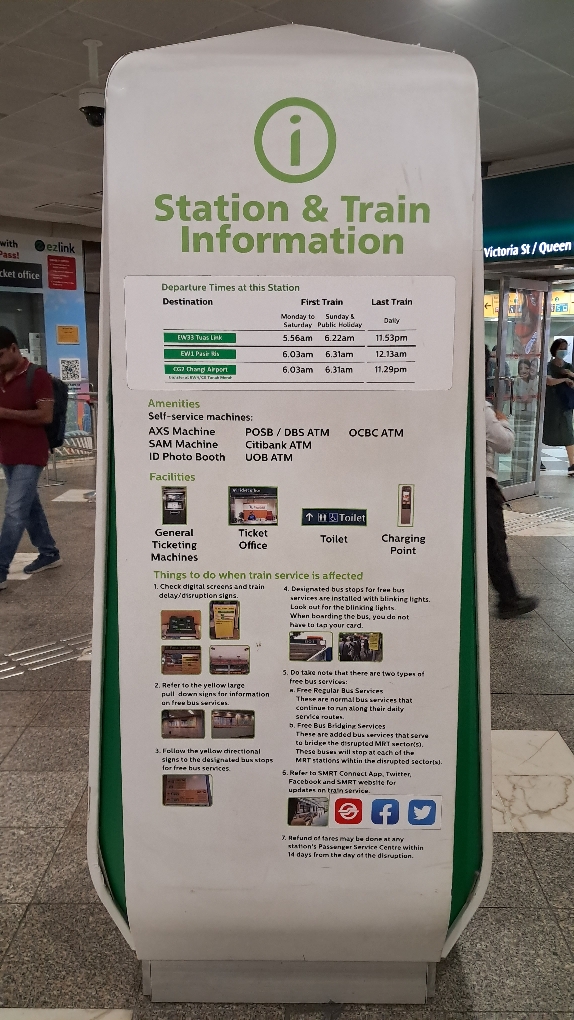 with
Pass!
ezlink
cket office
Victoria St / Queen
i
Station & Train
Information
Departure Times at this Station
Destination
First Train
Last Train
Monday to
Saturday
Sunday &
Public Holiday
Daily
EW33 Tuas Link 5.56am 6.22am 11.53pm
EW1 Pasir Ris 6.03am 6.31am 12.13am
CG2 Changi Airport 6.03am 6.31am 11.29pm
Amenities
Self-service machines:
AXS Machine POSB / DBS ATM OCBC ATM
SAM Machine Citibank ATM
ID Photo Booth UOB ATM
Facilities
Toilet
General
Ticketing
Machines
Ticket
Office
Toilet
Charging
Point
Things to do when train service is affected
1. Check digital screens and train
delay/disruption signs.
2. Refer to the yellow large
pull down signs for information
on free bus services.
3. Follow the yellow directional
signs to the designated bus stops
for free bus services.
4. Designated bus stops for free bus
services are installed with blinking lights.
Look out for the blinking lights.
When boarding the bus, you do not
have to tap your card.
5. Do take note that there are two types of
free bus services:
a. Free Regular Bus Services
These are normal bus services that
continue to run along their daily
service routes.
b. Free Bus Bridging Services
These are added bus services that serve
to bridge the disrupted MRT sector(s).
These buses will stop at each of the
MRT stations wihtin the disrupted sector(s).
6. Refer to SMRT Connect App, Twitter,
Facebook and SMRT website for
updates on train service.
7. Refund of fares may be done at any
station's Passenger Service Centre within
14 days from the day of the disruption.